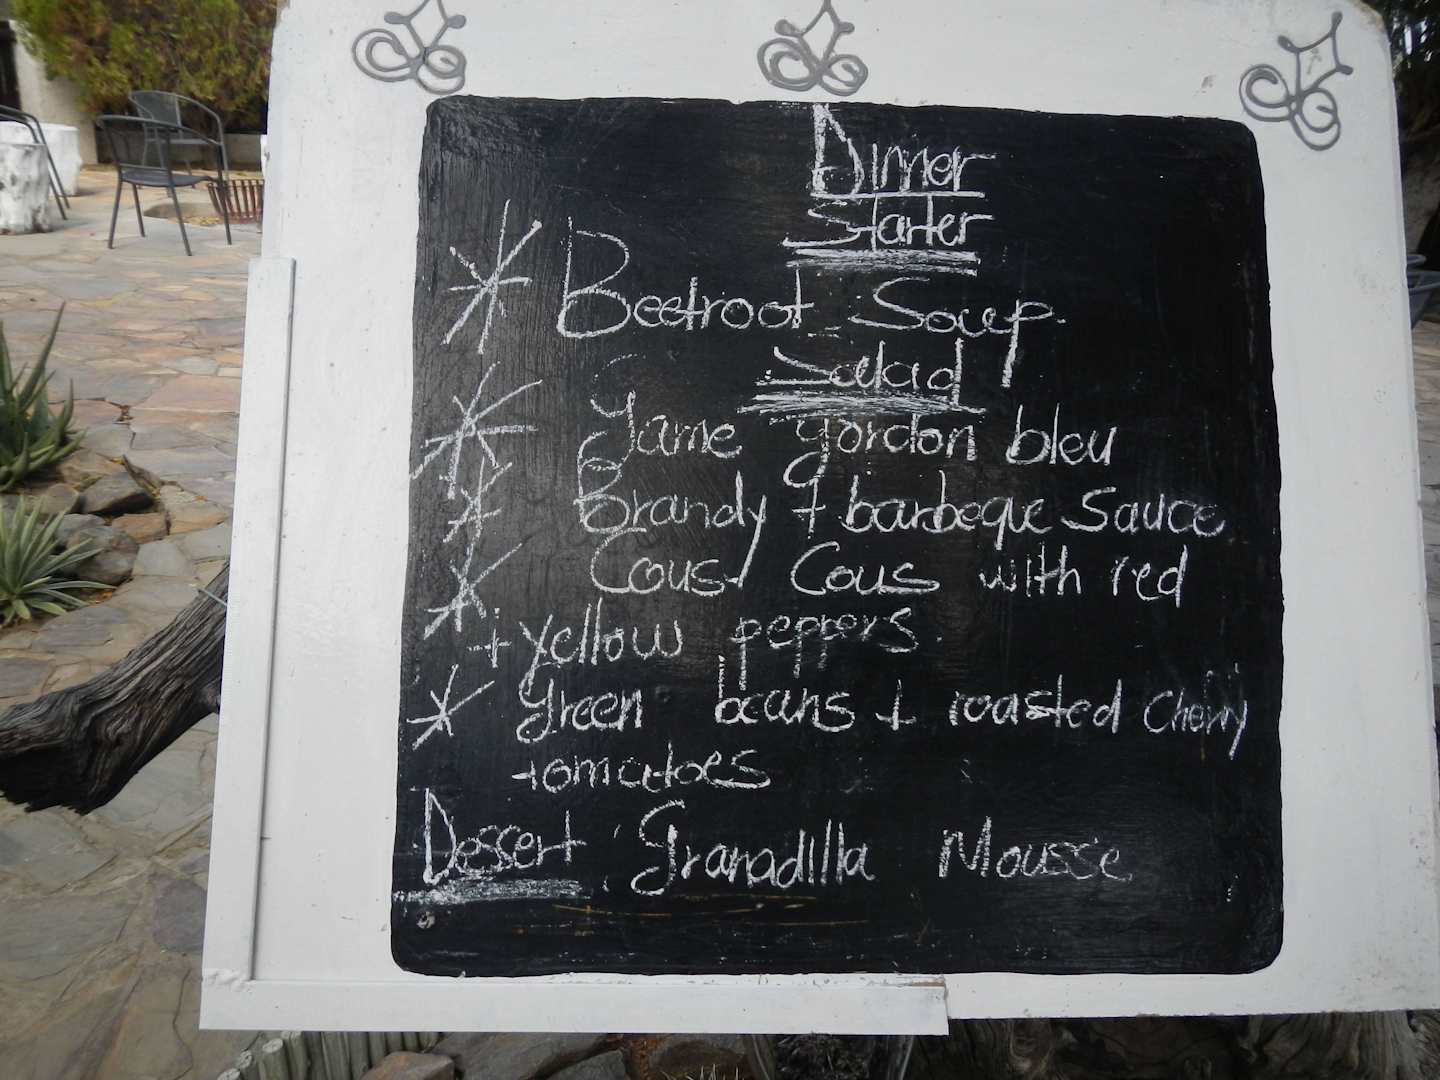 Dinner
Starter
* Beetroot Soup.
Salad
* Game gordon bleu
* Brandy + barbeque Sauce
* Cous Cous with red
+ yellow peppers.
* Green beans + roasted Cherry
tomatoes
Dessert : Granadilla Mousse